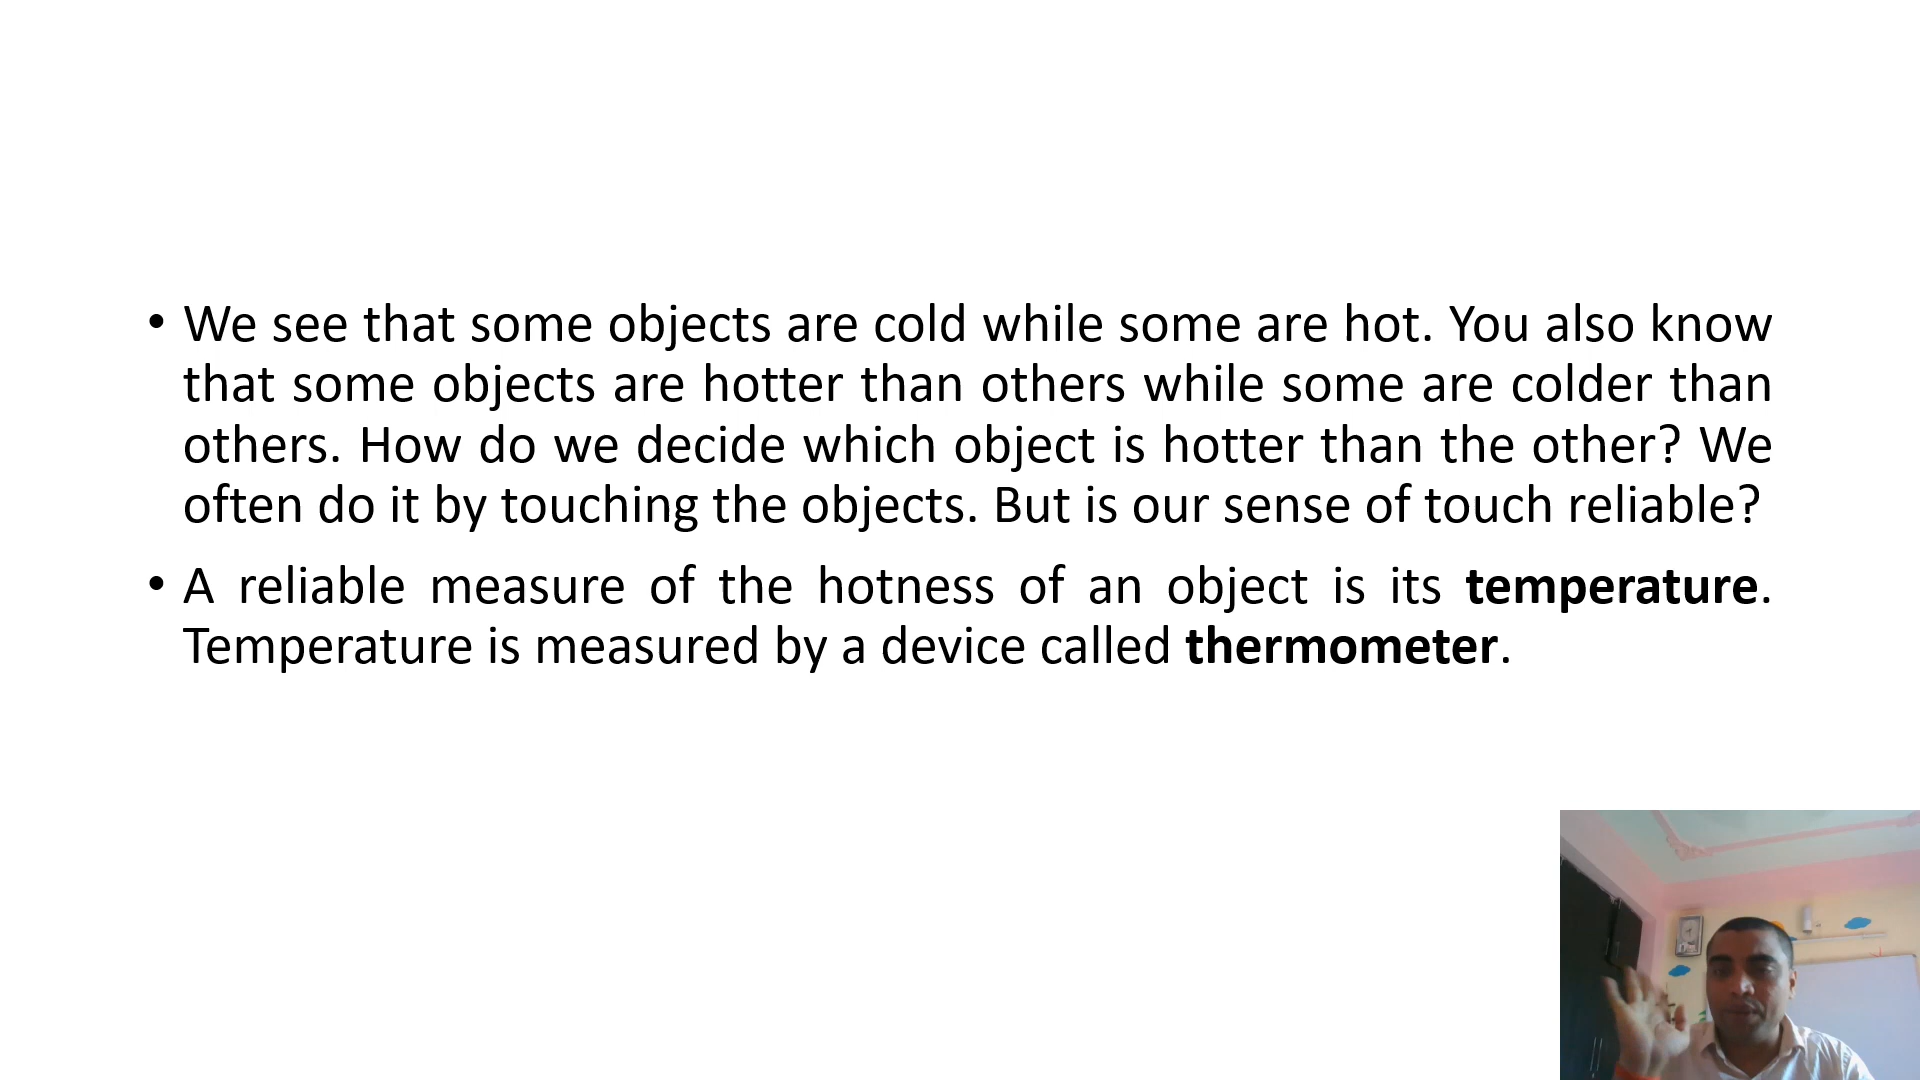 • We see that some objects are cold while some are hot. You also know
that some objects are hotter than others while some are colder than
others. How do we decide which object is hotter than the other? We
often do it by touching the objects. But is our sense of touch reliable?
• A reliable measure of the hotness of an object is its temperature.
Temperature is measured by a device called thermometer.